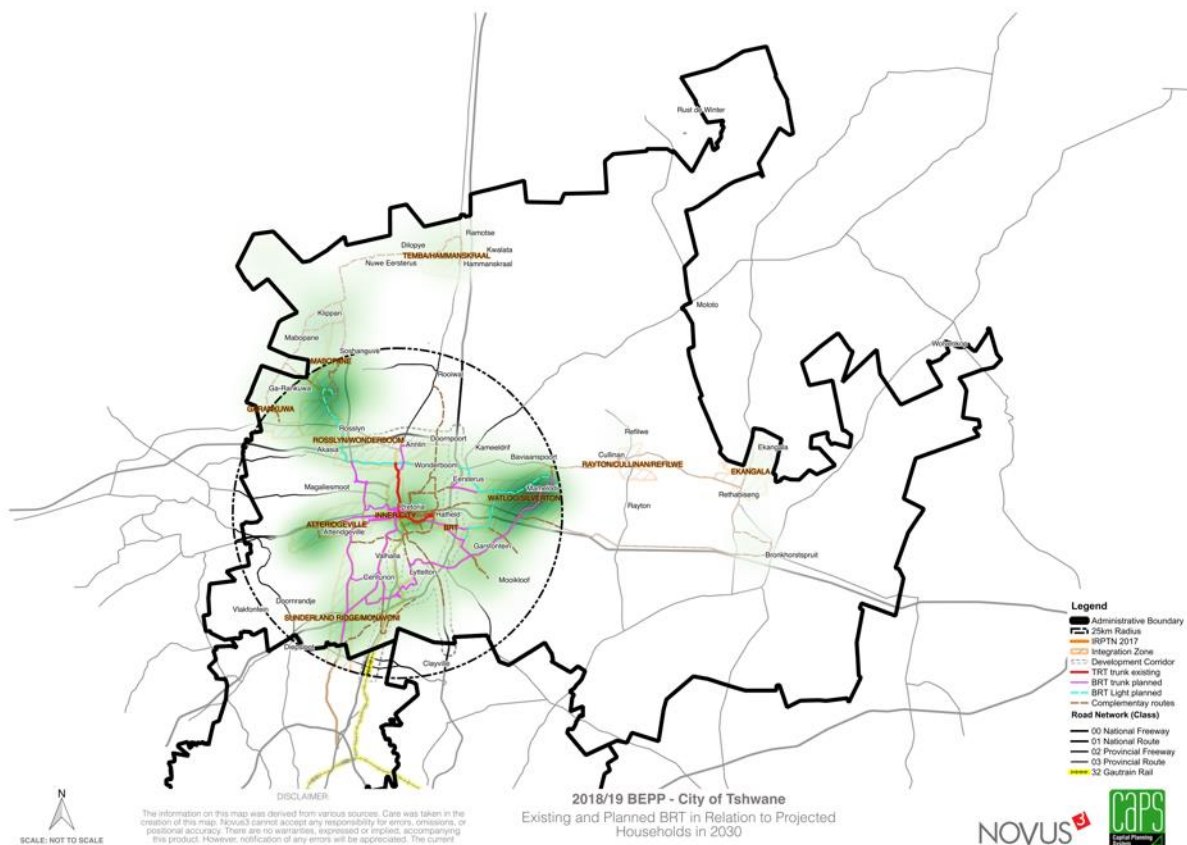 Rust de Winter
Ramotse
Dilopye
Kwalata
TEMBA/HAMMANSKRAAL
Nuwe Eersterus
Hammanskraal
Moloto
Klippan
Mabopane
Soshanguve
MABOPANE
Rooiwal
Ga-Rankuwa
GARANKUWA
Rosslyn
Refilwe
ROSSLYN/WONDERBOOM
Doornpoort
Annlin
Akasia
Kameeldrif
Cullinan
Ekangala
Baviaanspoort
Wonderboom
RAYTON/CULLINAN/REFILWE
EKANGALA
Eersterus
Magaliesmoot
Mamelodi
Rethabiseng
WATLOO/SILVERTON
Pretoria
Rayton
INNER CITY
Hatfield
ATTERIDGEVILLE
BRT
Atteridgeville
Garsfontein
Valhalla
Bronkhorstspruit
Lyttelton
Centurion
Mooikloof
Doornrandje
Vlakfontein
SUNDERLAND RIDGE/MONAVONI
Diepsloot
Clayville
Legend
Administrative Boundary
25km Radius
IRPTN 2017
Integration Zone
Development Corridor
TRT trunk existing
BRT trunk planned
BRT Light planned
Complementay routes
Road Network (Class)
00 National Freeway
01 National Route
02 Provincial Freeway
03 Provincial Route
32 Gautrain Rail
N
SCALE: NOT TO SCALE
DISCLAIMER:
The information on this map was derived from various sources. Care was taken in the
creation of this map. Novus3 cannot accept any responsibility for errors, omissions, or
positional accuracy. There are no warranties, expressed or implied, accompanying
this product. However, notification of any errors will be appreciated. The current
2018/19 BEPP - City of Tshwane
Existing and Planned BRT in Relation to Projected
Households in 2030
NOVUS3
CAPS
Capital Planning
System